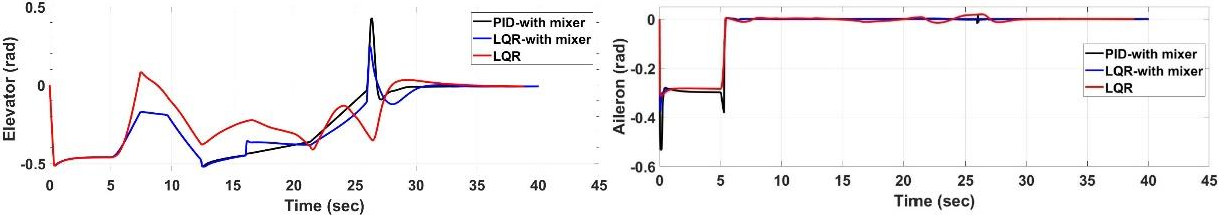 0.5
0
-0.5
Elevator (rad)
PID-with mixer
LQR-with mixer
LQR
0 5 10 15 20 25 30 35 40 45
Time (sec)
0
-0.2
-0.4
-0.6
Aileron (rad)
PID-with mixer
LQR-with mixer
LQR
0 5 10 15 20 25 30 35 40 45
Time (sec)